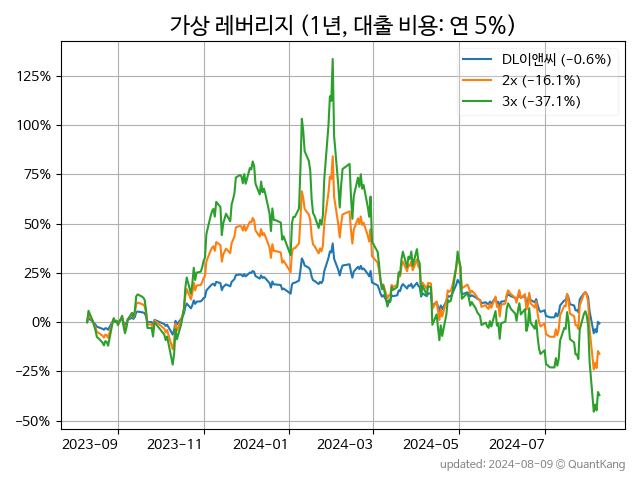 가상 레버리지 (1년, 대출 비용: 연 5%)
DL이앤씨 (−0.6%)
2x (−16.1%)
3x (−37.1%)
125%
100%
75%
50%
25%
0%
−25%
−50%
2023-09
2023-11
2024-01
2024-03
2024-05
2024-07
updated: 2024-08-09 © QuantKang